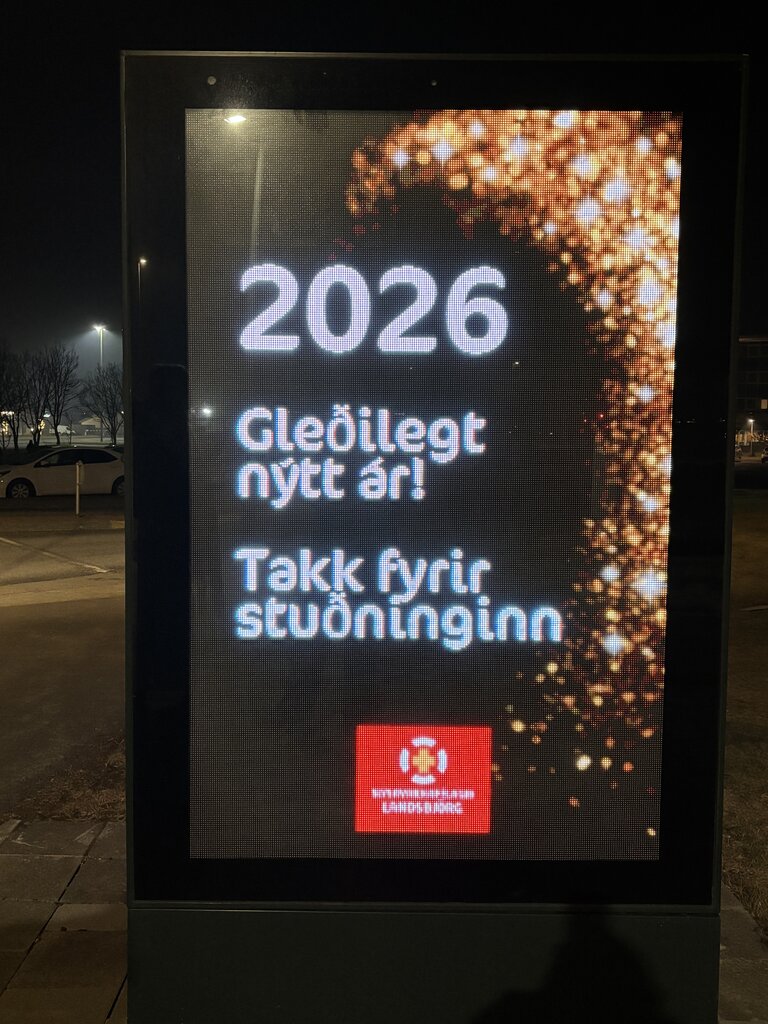 2026
Gleðilegt
nýtt ár!
Takk fyrir
stuðninginn
LANDSBJÖRG